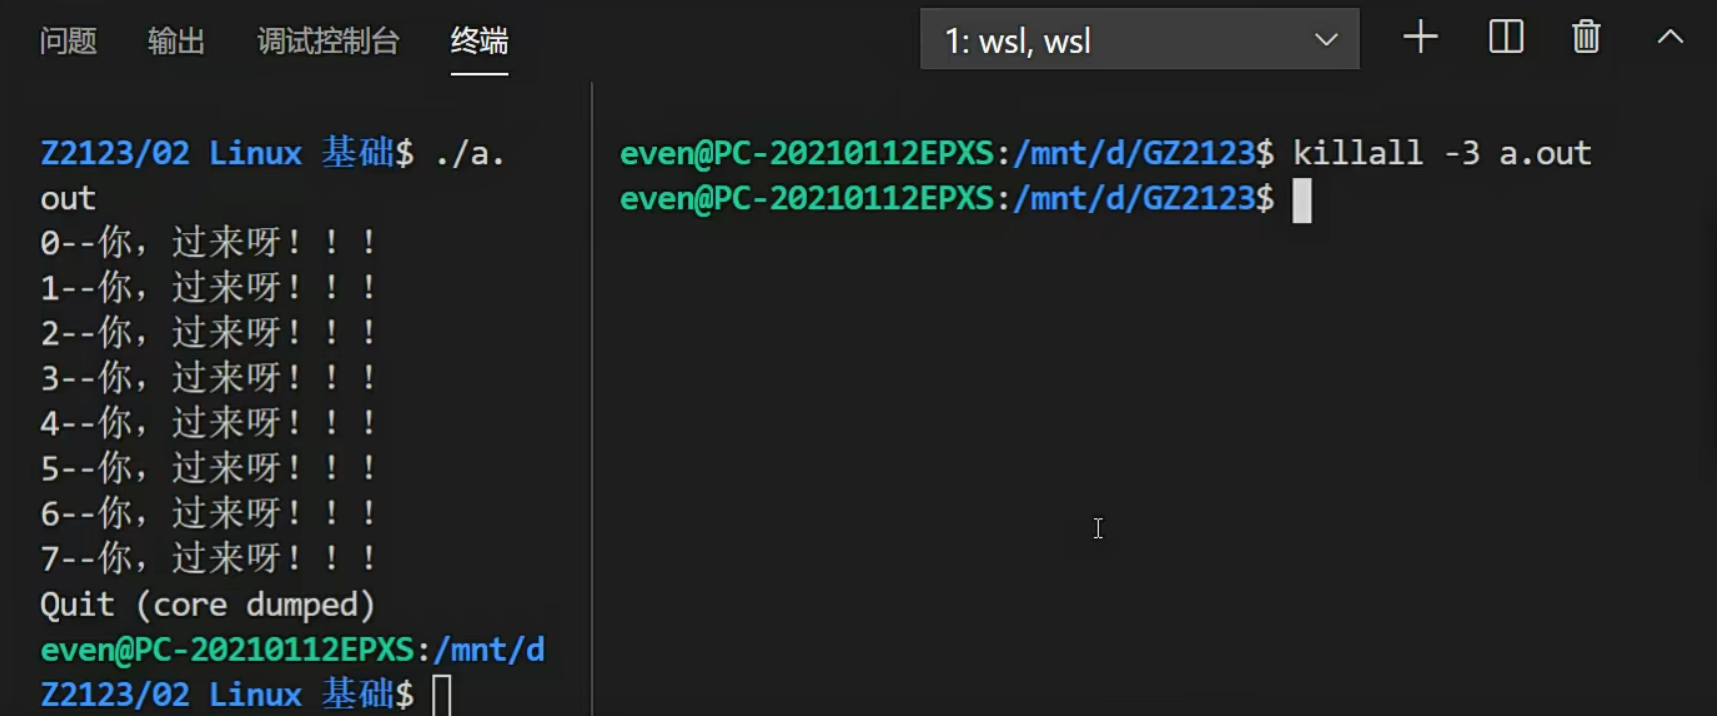 问题 输出 调试控制台 终端 1: wsl, wsl
Z2123/02 Linux 基础$ ./a.
out
0--你，过来呀！！！
1--你，过来呀！！！
2--你，过来呀！！！
3--你，过来呀！！！
4--你，过来呀！！！
5--你，过来呀！！！
6--你，过来呀！！！
7--你，过来呀！！！
Quit (core dumped)
even@PC-20210112EPXS:/mnt/d
Z2123/02 Linux 基础$
even@PC-20210112EPXS:/mnt/d/GZ2123$ killall -3 a.out
even@PC-20210112EPXS:/mnt/d/GZ2123$